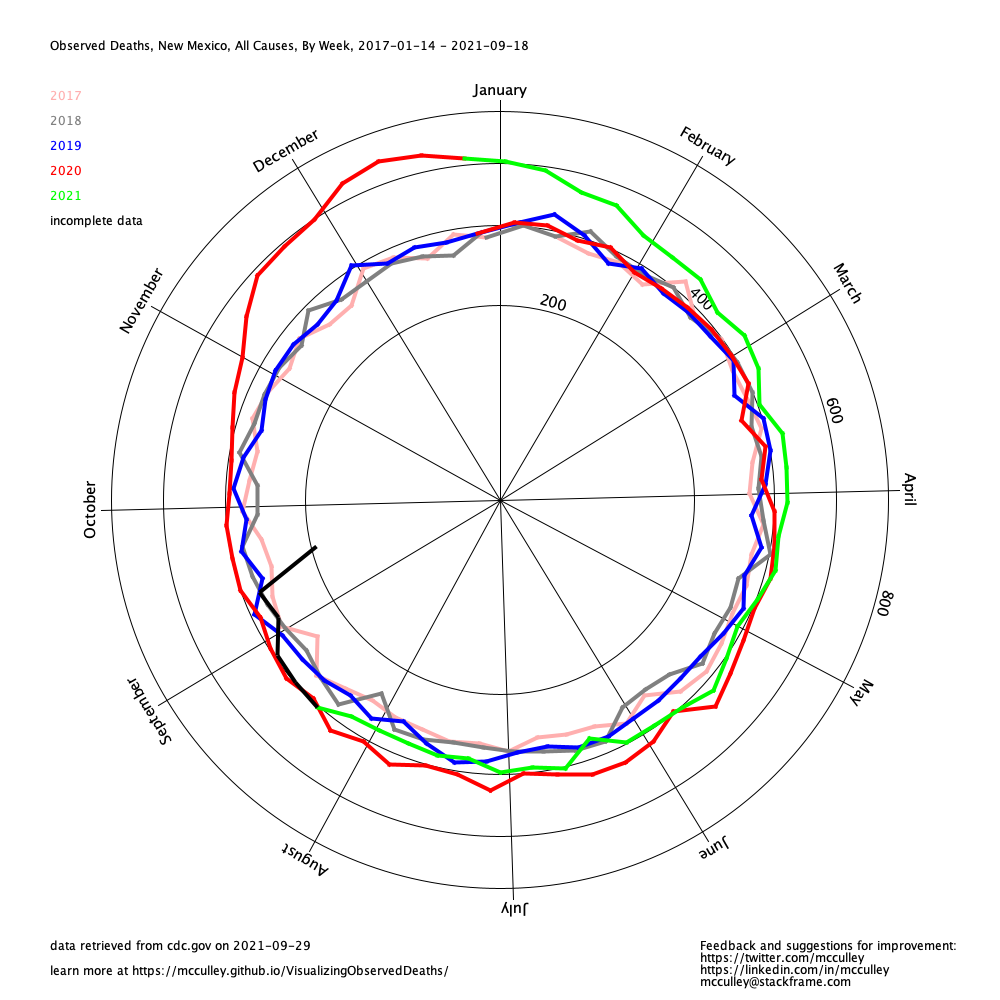 Observed Deaths, New Mexico, All Causes, By Week, 2017-01-14 - 2021-09-18
January
2017
2018
2019
2020
2021
incomplete data
December
February
November
March
200
400
600
October
April
800
September
May
August
June
July
data retrieved from cdc.gov on 2021-09-29
learn more at https://mcculley.github.io/VisualizingObservedDeaths/
Feedback and suggestions for improvement:
https://twitter.com/mcculley
https://linkedin.com/in/mcculley
mcculley@stackframe.com